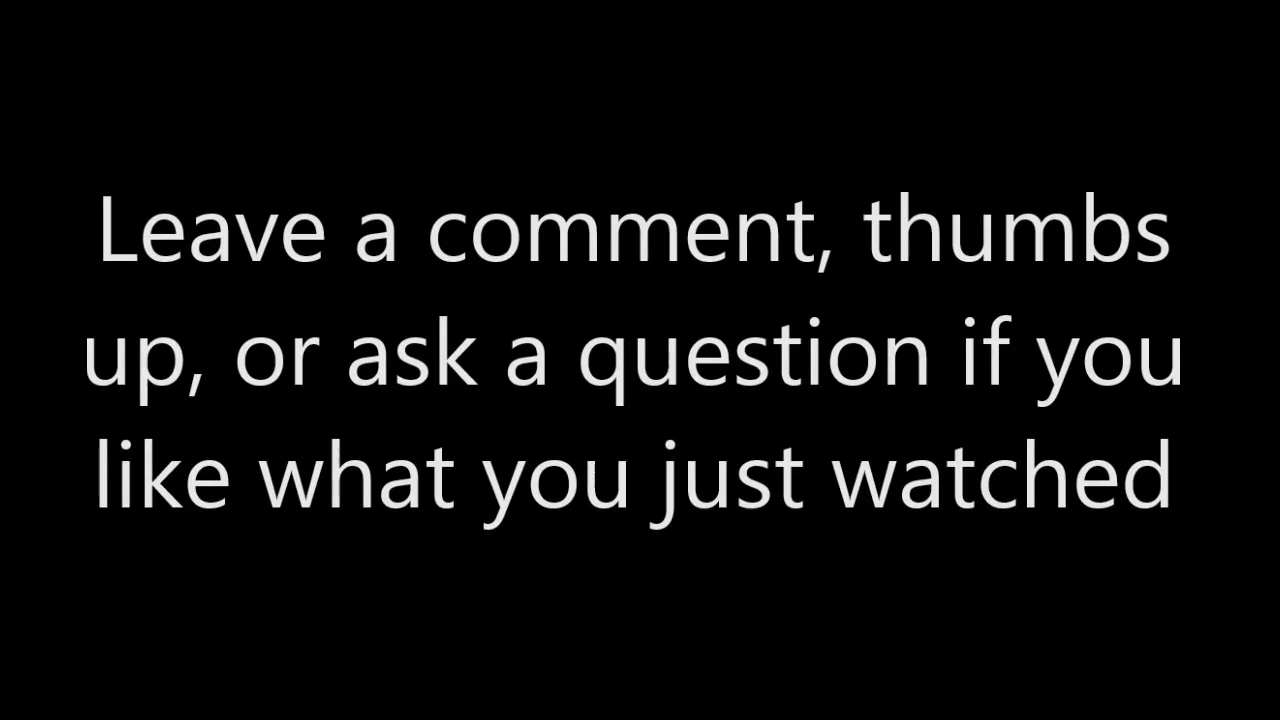 Leave a comment, thumbs
up, or ask a question if you
like what you just watched